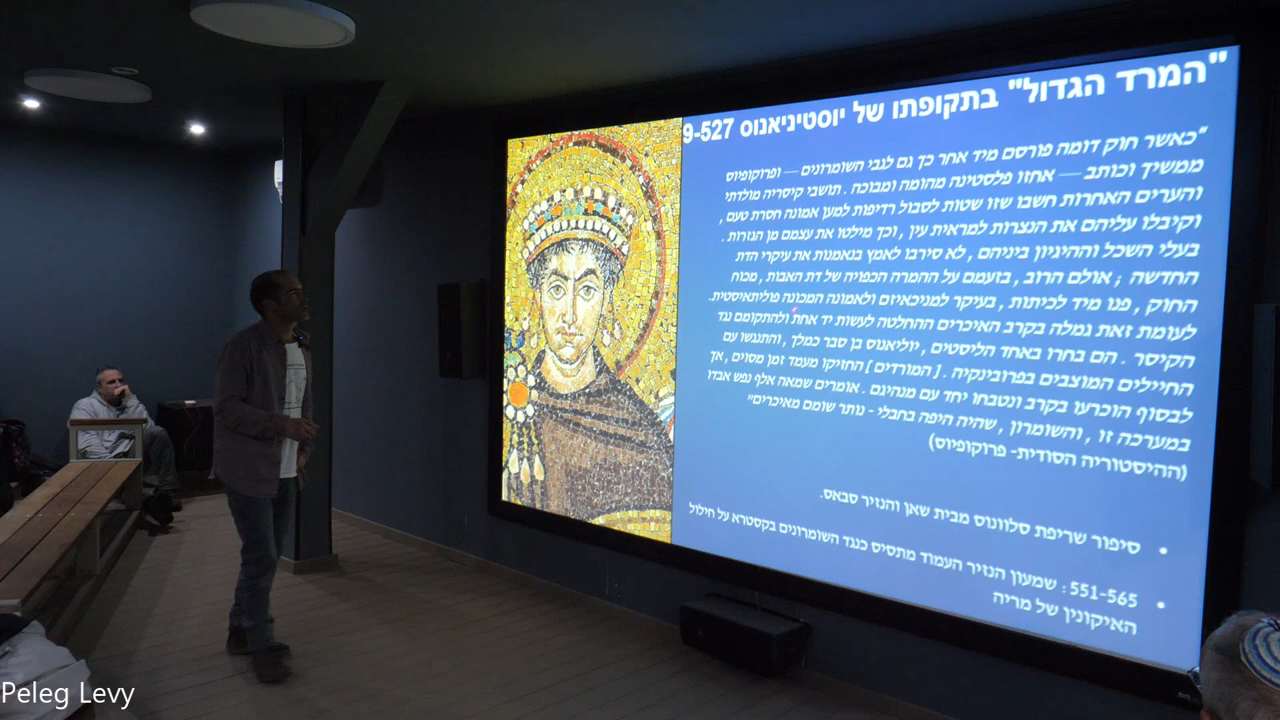 "המרד הגדול" בתקופתו של יוסטיניאנוס 9-527
"כאשר חוק דומה פורסם מיד אחר כך גם לגבי השומרונים — ופרוקופיוס
ממשיך וכותב — אחזו פלסטינה מהומה ומבוכה . תושבי קיסריה מולדתי
והערים האחרות חשבו שזו שטות לסבול רדיפות למען אמונה חסרת טעם ,
וקיבלו עליהם את הנצרות למראית עין , וכך מילטו את עצמם מן הגזרות .
בעלי השכל וההיגיון ביניהם , לא סירבו לאמץ בנאמנות את עיקרי הדת
החדשה ; אולם הרוב , בזעמם על ההמרה הכפויה של דת האבות , מכוח
החוק , פנו מיד לכיתות , בעיקר למניכאיזם ולאמונה המכונה פוליתאיסטית.
לעומת זאת גמלה בקרב האיכרים ההחלטה לעשות יד אחת ולהתקומם נגד
הקיסר . הם בחרו באחד הליסטים , יוליאנוס בן סבר כמלך , והתנגשו עם
החיילים המוצבים בפרובינקיה . [ המורדים ] החזיקו מעמד זמן מסוים , אך
לבסוף הוכרעו בקרב ונטבחו יחד עם מנהיגם . אומרים שמאה אלף נפש אבדו
במערכה זו , והשומרון , שהיה היפה בחבלי - נותר שומם מאיכרים"
(ההיסטוריה הסודית- פרוקופיוס)
• סיפור שריפת סלוונוס מבית שאן והנזיר סבאס.
• 551-565 : שמעון הנזיר העמוד מתסיס כנגד השומרונים בקסטרא על חילול
האיקונין של מריה
Peleg Levy